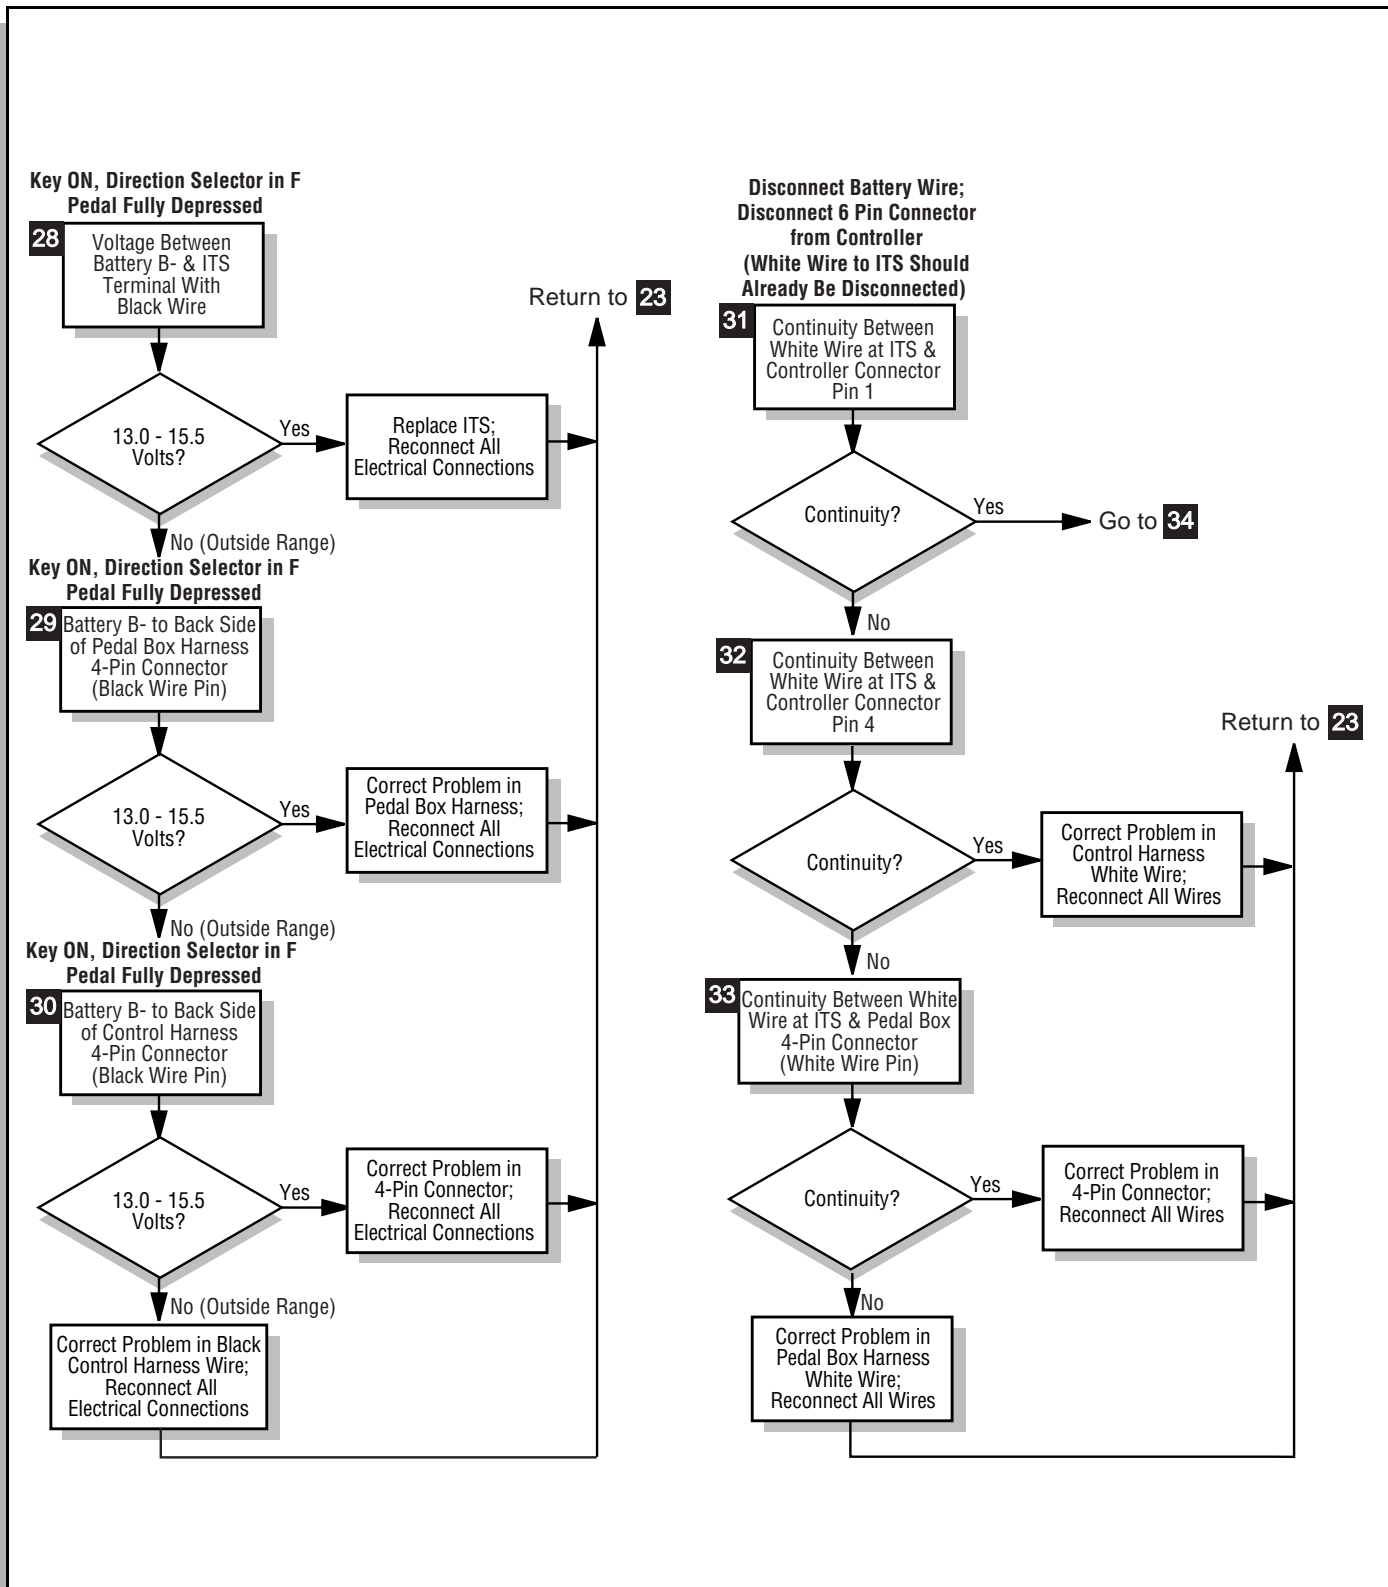 Key ON, Direction Selector in F
Pedal Fully Depressed
28
Voltage Between
Battery B- & ITS
Terminal With
Black Wire
13.0 - 15.5
Volts?
Yes
Replace ITS;
Reconnect All
Electrical Connections
Return to 23
No (Outside Range)
Key ON, Direction Selector in F
Pedal Fully Depressed
29
Battery B- to Back Side
of Pedal Box Harness
4-Pin Connector
(Black Wire Pin)
13.0 - 15.5
Volts?
Yes
Correct Problem in
Pedal Box Harness;
Reconnect All
Electrical Connections
No (Outside Range)
Key ON, Direction Selector in F
Pedal Fully Depressed
30
Battery B- to Back Side
of Control Harness
4-Pin Connector
(Black Wire Pin)
13.0 - 15.5
Volts?
Yes
Correct Problem in
4-Pin Connector;
Reconnect All
Electrical Connections
No (Outside Range)
Correct Problem in Black
Control Harness Wire;
Reconnect All
Electrical Connections
Disconnect Battery Wire;
Disconnect 6 Pin Connector
from Controller
(White Wire to ITS Should
Already Be Disconnected)
31
Continuity Between
White Wire at ITS &
Controller Connector
Pin 1
Continuity?
Yes
Go to 34
No
32
Continuity Between
White Wire at ITS &
Controller Connector
Pin 4
Continuity?
Yes
Correct Problem in
Control Harness
White Wire;
Reconnect All Wires
Return to 23
No
33
Continuity Between White
Wire at ITS & Pedal Box
4-Pin Connector
(White Wire Pin)
Continuity?
Yes
Correct Problem in
4-Pin Connector;
Reconnect All Wires
No
Correct Problem in
Pedal Box Harness
White Wire;
Reconnect All Wires